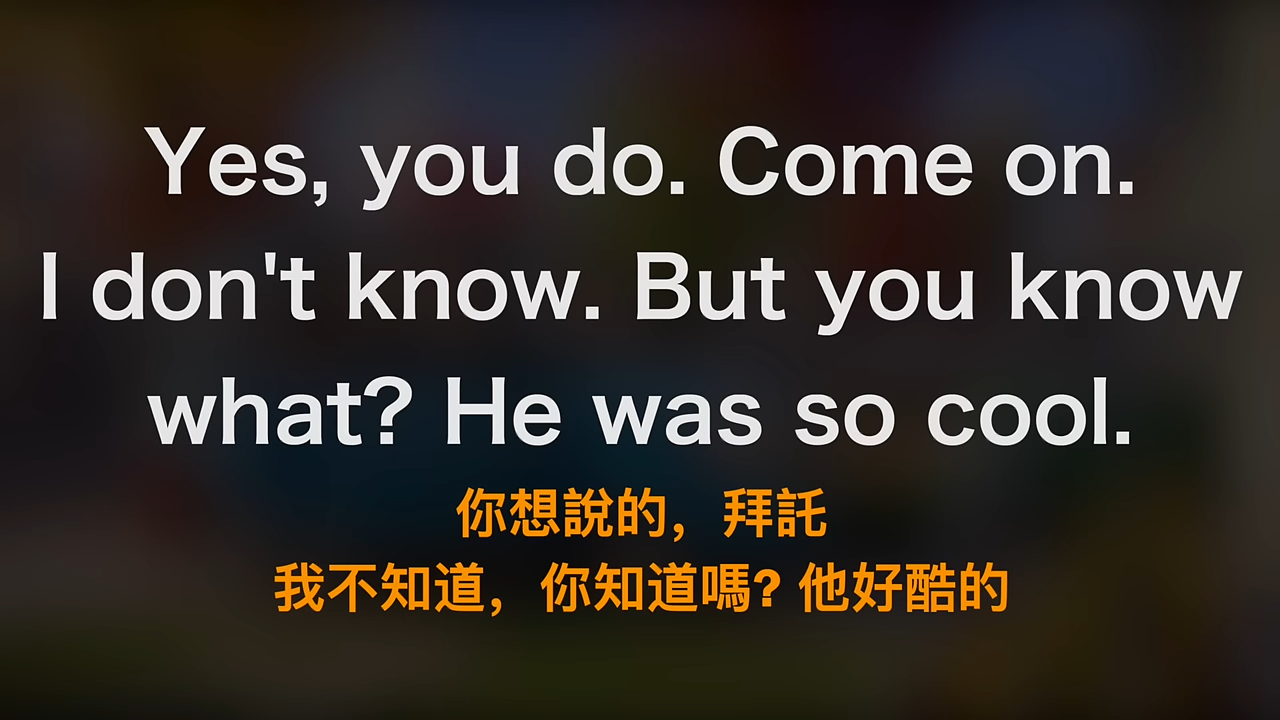 Yes, you do. Come on.
I don't know. But you know
what? He was so cool.
你想說的，拜託
我不知道，你知道嗎? 他好酷的